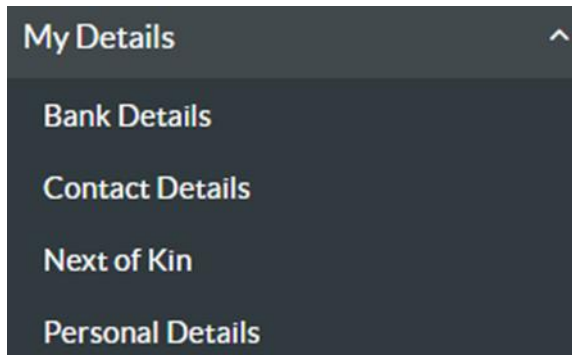 My Details
Bank Details
Contact Details
Next of Kin
Personal Details